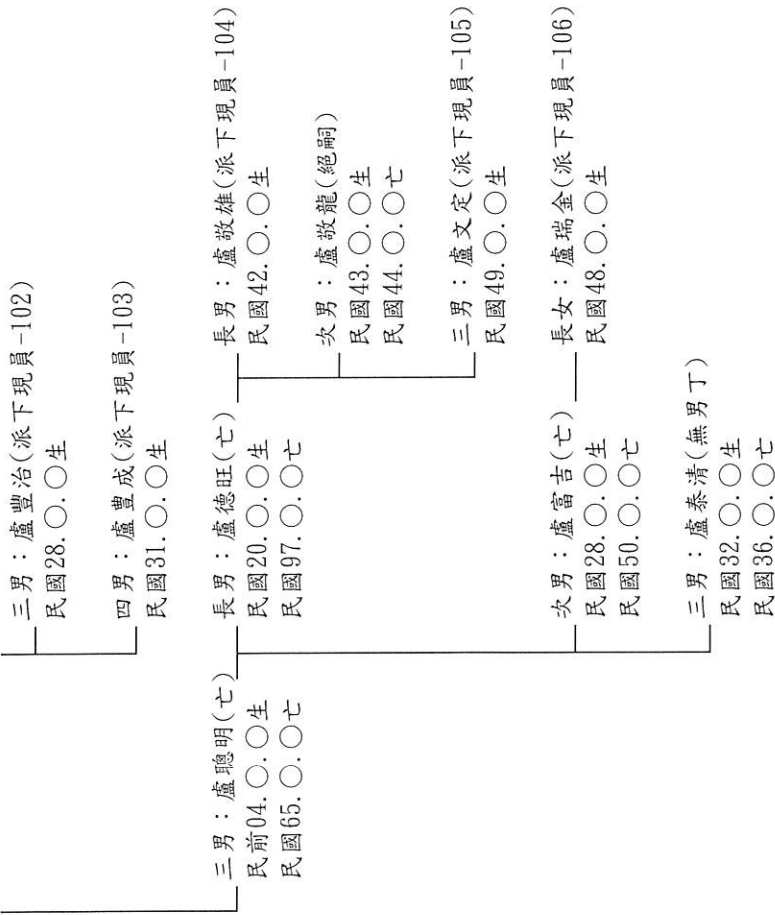 三男：盧豐治(派下現員-102)
民國28.○.○生
四男：盧豐成(派下現員-103)
民國31.○.○生
三男：盧聰明(亡)
民前04.○.○生
民國65.○.○亡
長男：盧德旺(亡)
民國20.○.○生
民國97.○.○亡
長男：盧敬雄(派下現員-104)
民國42.○.○生
次男：盧敬龍(絕嗣)
民國43.○.○生
民國44.○.○亡
三男：盧文定(派下現員-105)
民國49.○.○生
次男：盧富吉(亡)
民國28.○.○生
民國50.○.○亡
長女：盧瑞金(派下現員-106)
民國48.○.○生
三男：盧泰清(無男丁)
民國32.○.○生
民國36.○.○亡